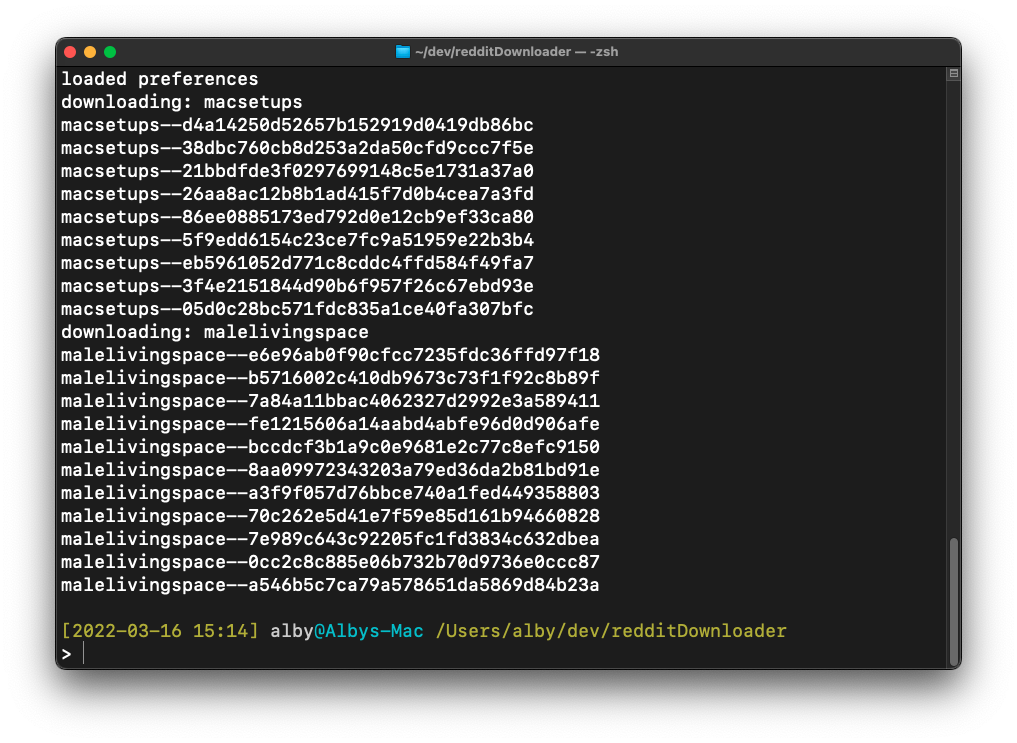 ~/dev/redditDownloader — -zsh
loaded preferences
downloading: macsetups
macsetups--d4a14250d52657b152919d0419db86bc
macsetups--38dbc760cb8d253a2da50cfd9ccc7f5e
macsetups--21bbdfde3f0297699148c5e1731a37a0
macsetups--26aa8ac12b8b1ad415f7d0b4cea7a3fd
macsetups--86ee0885173ed792d0e12cb9ef33ca80
macsetups--5f9edd6154c23ce7fc9a51959e22b3b4
macsetups--eb5961052d771c8cddc4ffd584f49fa7
macsetups--3f4e2151844d90b6f957f26c67ebd93e
macsetups--05d0c28bc571fdc835a1ce40fa307bfc
downloading: malelivingspace
malelivingspace--e6e96ab0f90cfcc7235fdc36ffd97f18
malelivingspace--b5716002c410db9673c73f1f92c8b89f
malelivingspace--7a84a11bbac4062327d2992e3a589411
malelivingspace--fe1215606a14aabd4abfe96d0d906afe
malelivingspace--bccdcf3b1a9c0e9681e2c77c8efc9150
malelivingspace--8aa09972343203a79ed36da2b81bd91e
malelivingspace--a3f9f057d76bbce740a1fed449358803
malelivingspace--70c262e5d41e7f59e85d161b94660828
malelivingspace--7e989c643c92205fc1fd3834c632dbea
malelivingspace--0cc2c8c885e06b732b70d9736e0ccc87
malelivingspace--a546b5c7ca79a578651da5869d84b23a
[2022-03-16 15:14] alby@Albys-Mac /Users/alby/dev/redditDownloader
>